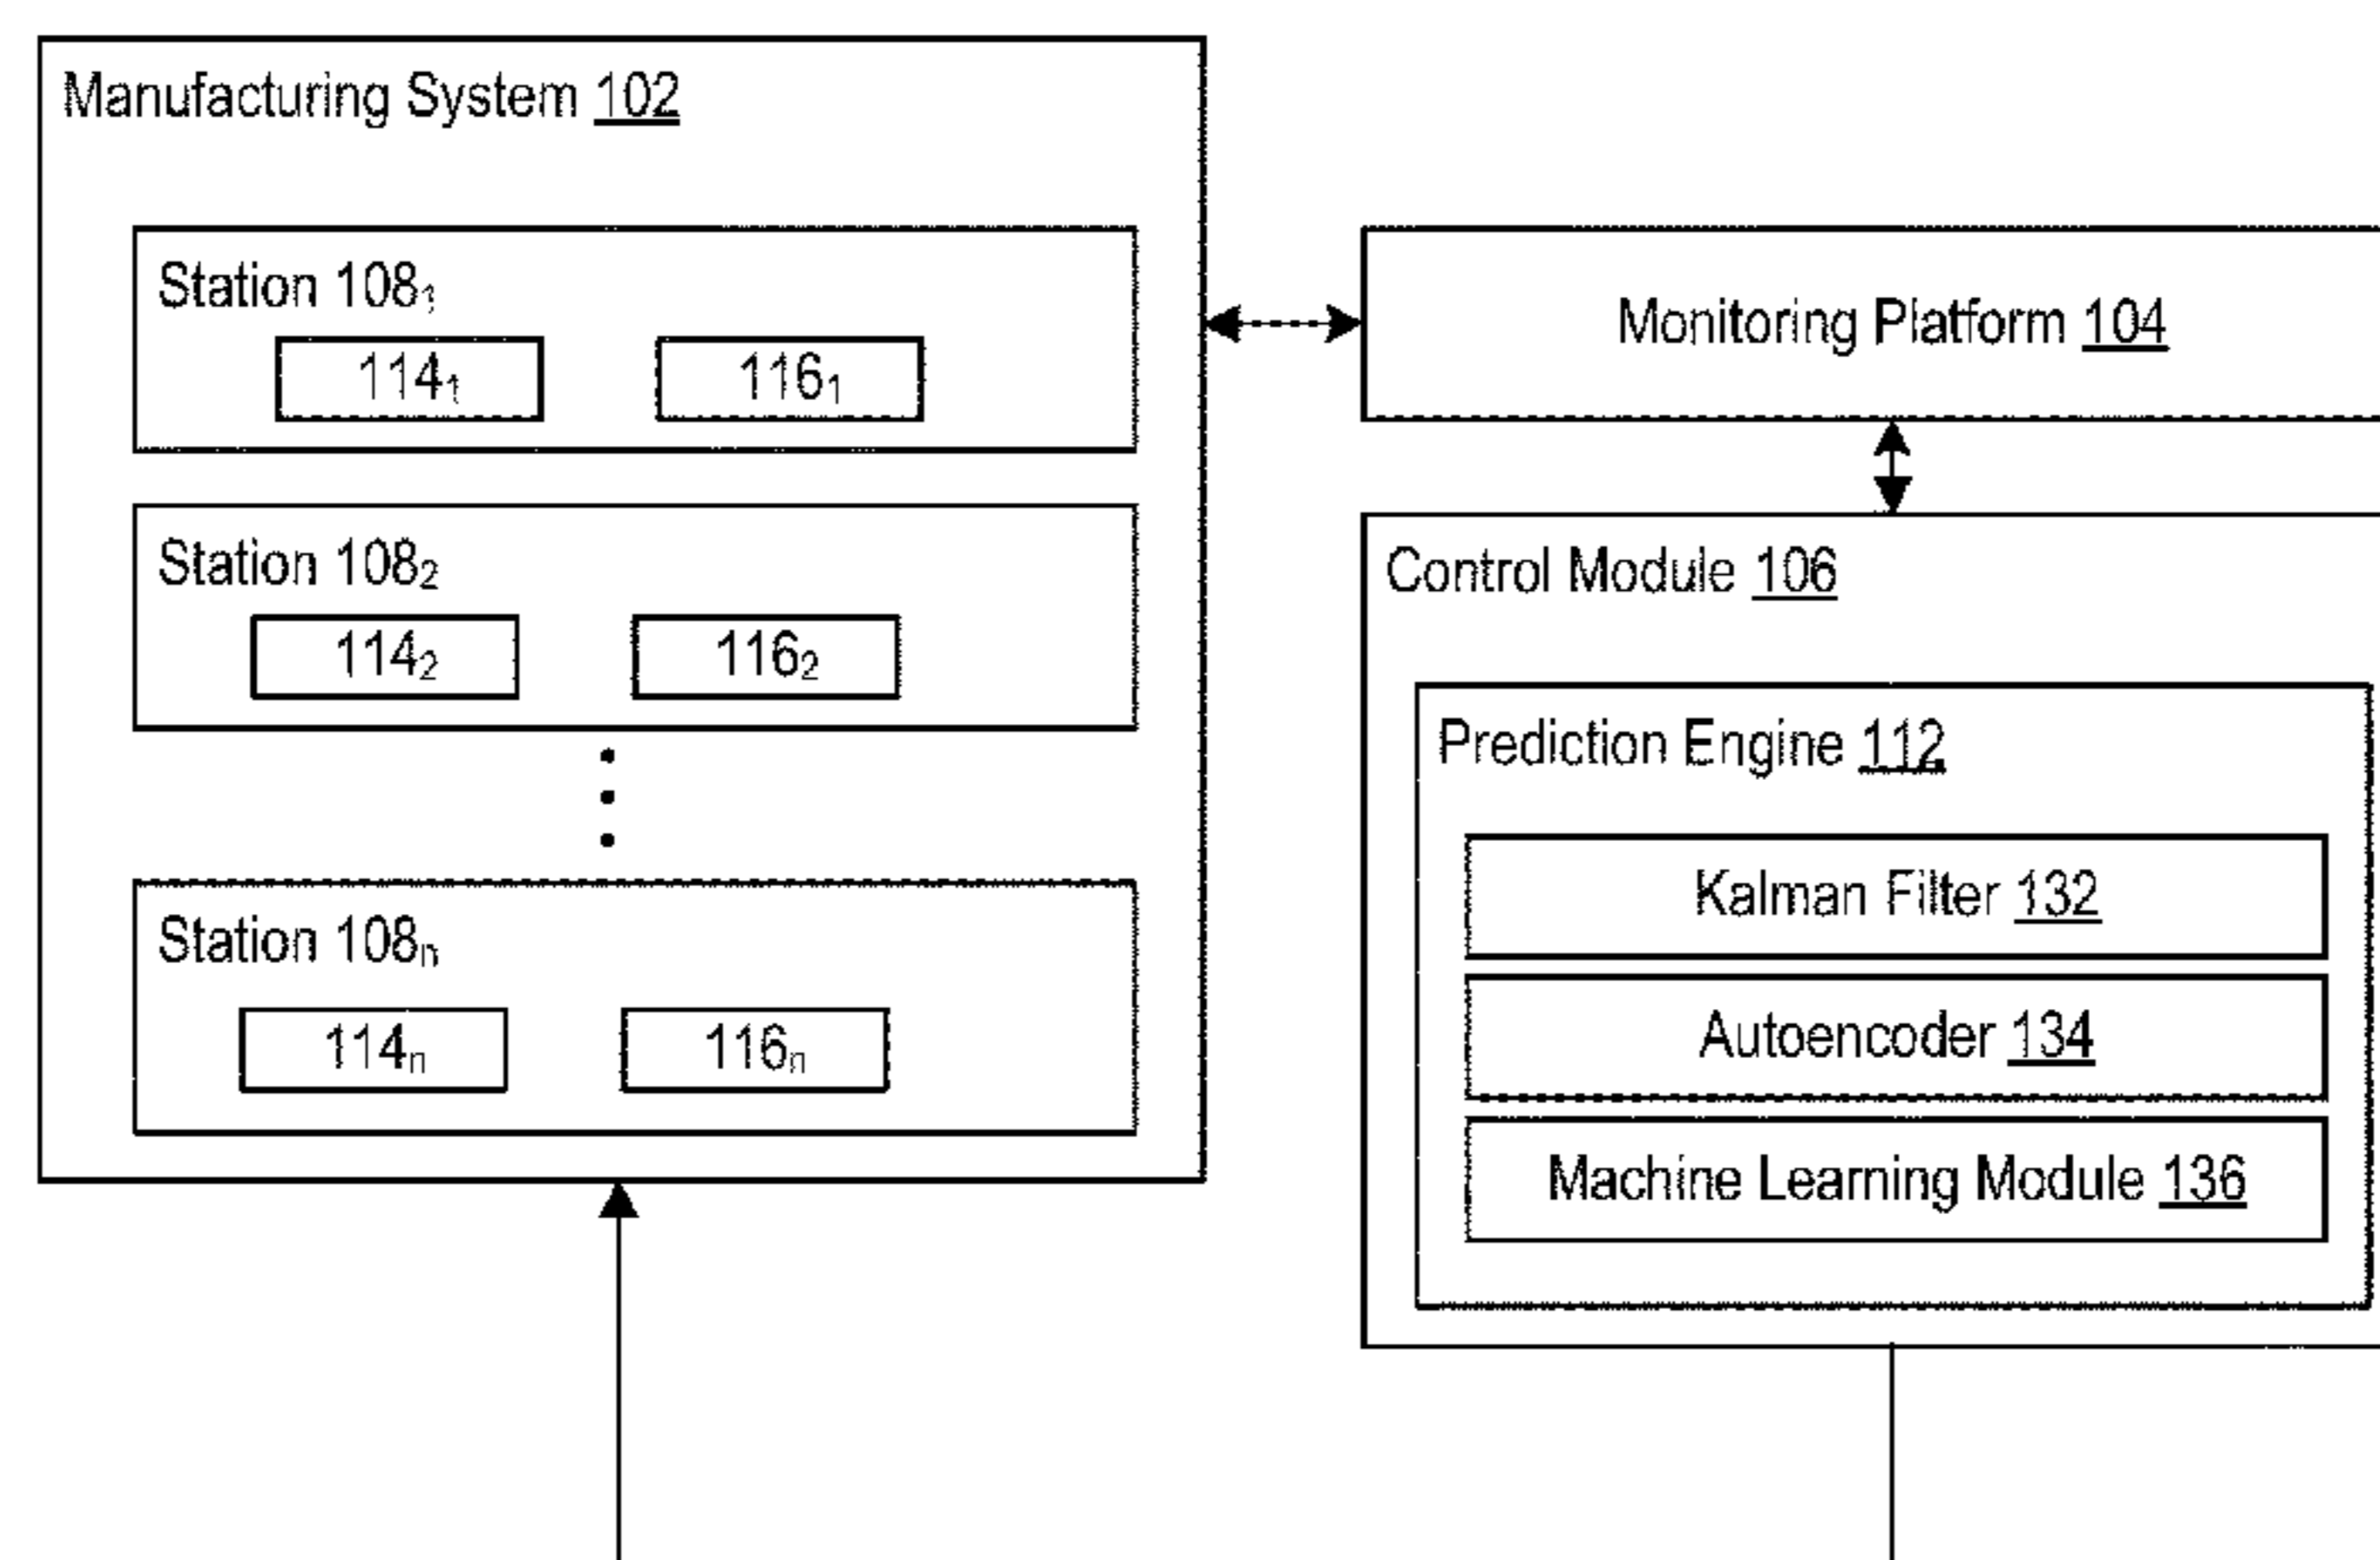 Manufacturing System 102
Station 108₁
114₁ 116₁
Station 108₂
114₂ 116₂
Station 108ₙ
114ₙ 116ₙ
Monitoring Platform 104
Control Module 106
Prediction Engine 112
Kalman Filter 132
Autoencoder 134
Machine Learning Module 136